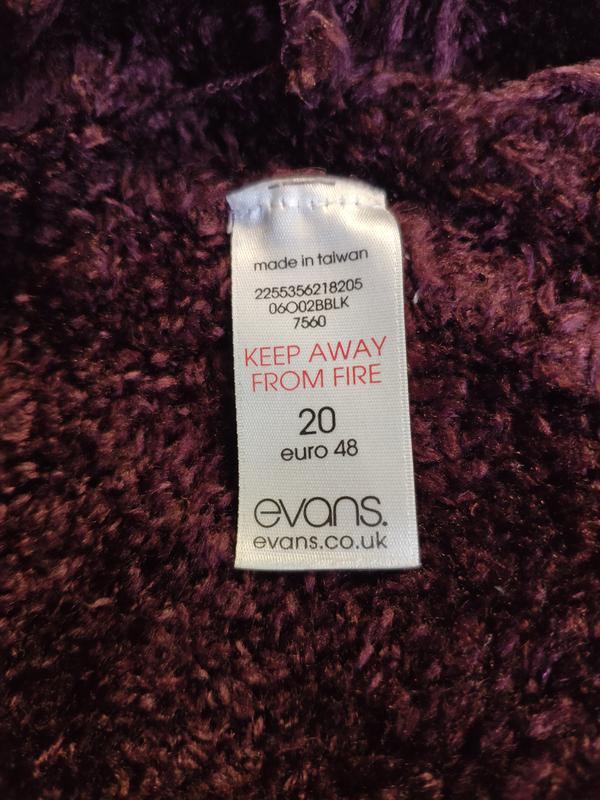 made in taiwan
2255356218205
06O02BBLK
7560
KEEP AWAY
FROM FIRE
20
euro 48
evans.
evans.co.uk